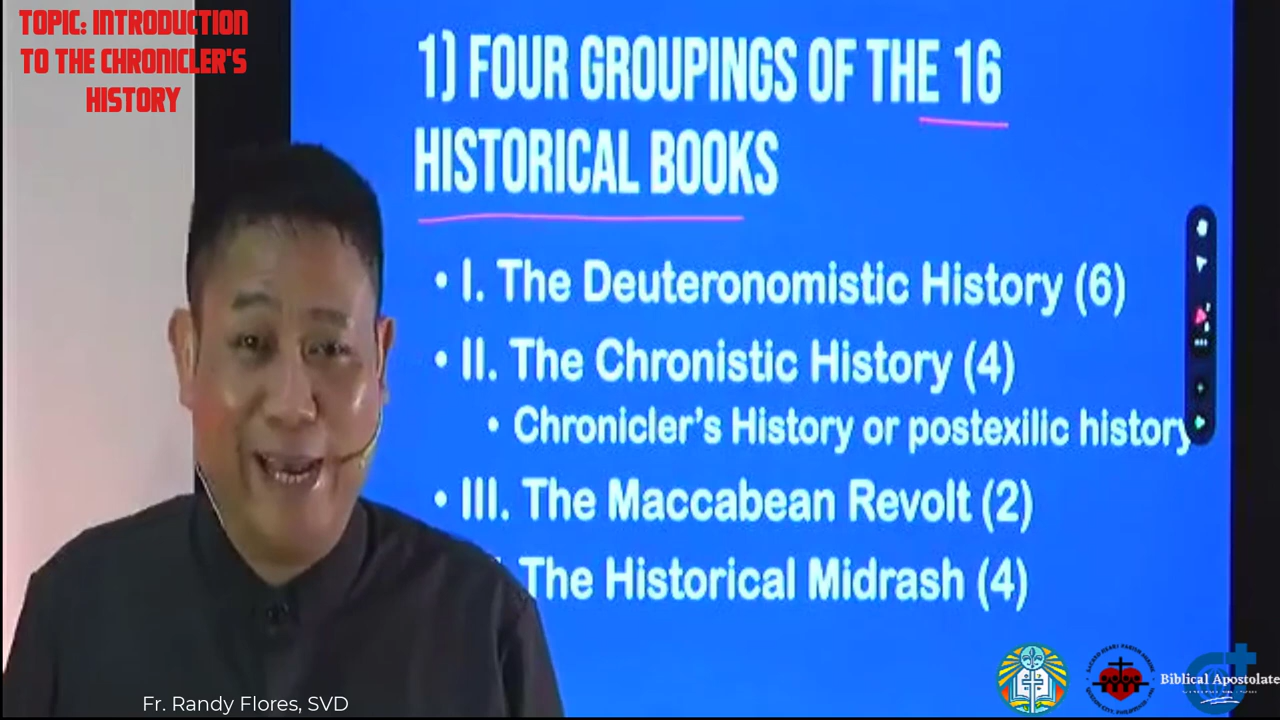 TOPIC: INTRODUCTION
TO THE CHRONICLER'S
HISTORY
1) FOUR GROUPINGS OF THE 16
HISTORICAL BOOKS
• I. The Deuteronomistic History (6)
• II. The Chronistic History (4)
• Chronicler's History or postexilic history
• III. The Maccabean Revolt (2)
The Historical Midrash (4)
Fr. Randy Flores, SVD
Biblical Apostolate